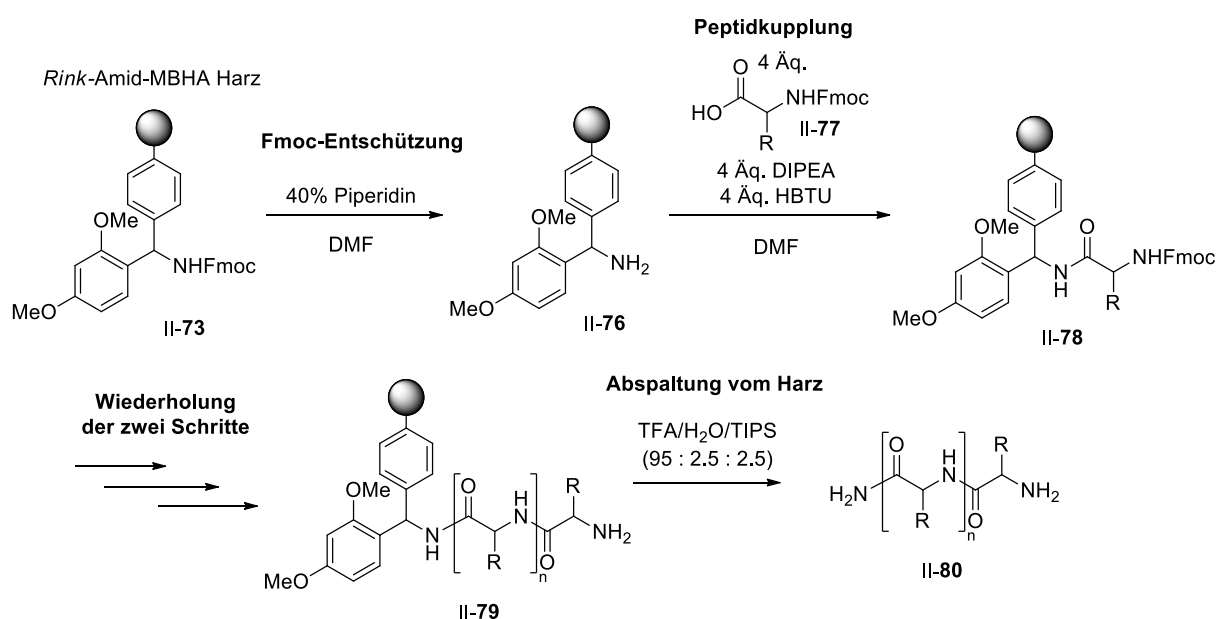 Peptidkupplung
Rink-Amid-MBHA Harz
O
4 Äq.
HO
NHFmoc
R
II-77
Fmoc-Entschützung
40% Piperidin
DMF
4 Äq. DIPEA
4 Äq. HBTU
DMF
OMe
NHFmoc
MeO
II-73
OMe
NH2
MeO
II-76
OMe
O
N
H
NHFmoc
R
MeO
II-78
Wiederholung
der zwei Schritte
Abspaltung vom Harz
TFA/H2O/TIPS
(95 : 2.5 : 2.5)
OMe
O
H
N
R
N
H
R
O
n
NH2
MeO
II-79
O
H
N
R
H2N
R
O
n
NH2
II-80